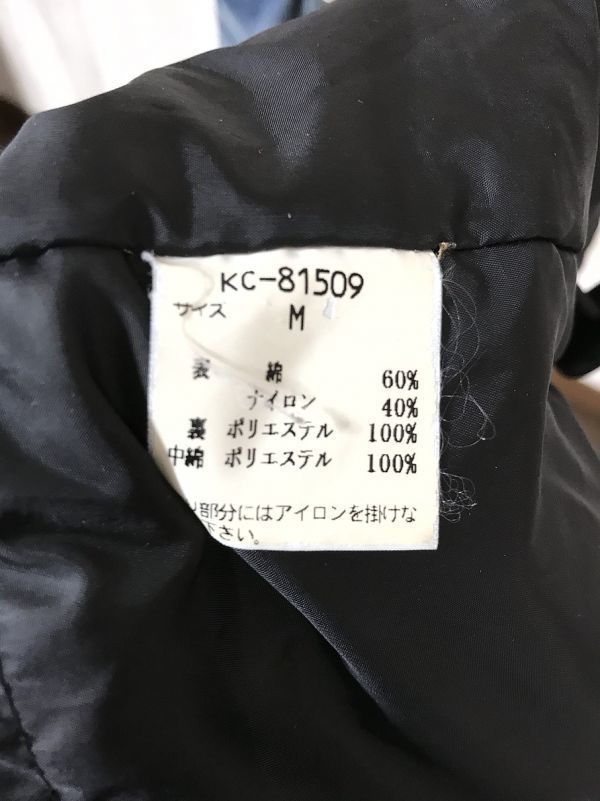 KC-81509
サイズ M
表 綿 60%
ナイロン 40%
裏 ポリエステル 100%
中綿 ポリエステル 100%
部分にはアイロンを掛けな
下さい。